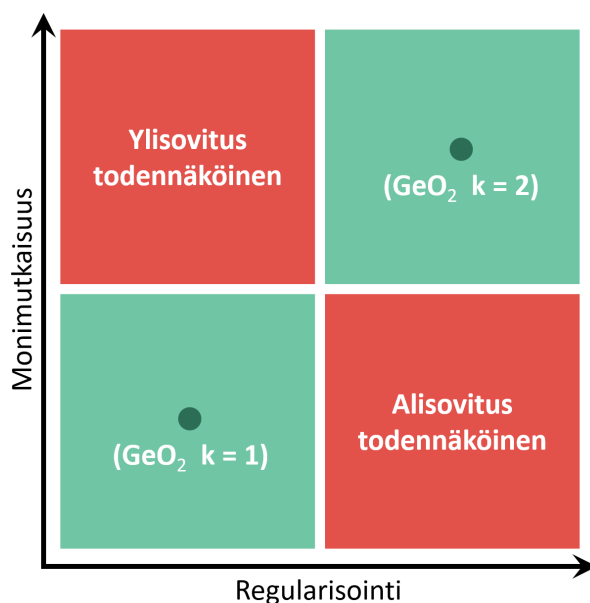 Monimutkaisuus
Ylisovitus
todennäköinen
(GeO₂ k = 2)
(GeO₂ k = 1)
Alisovitus
todennäköinen
Regularisointi